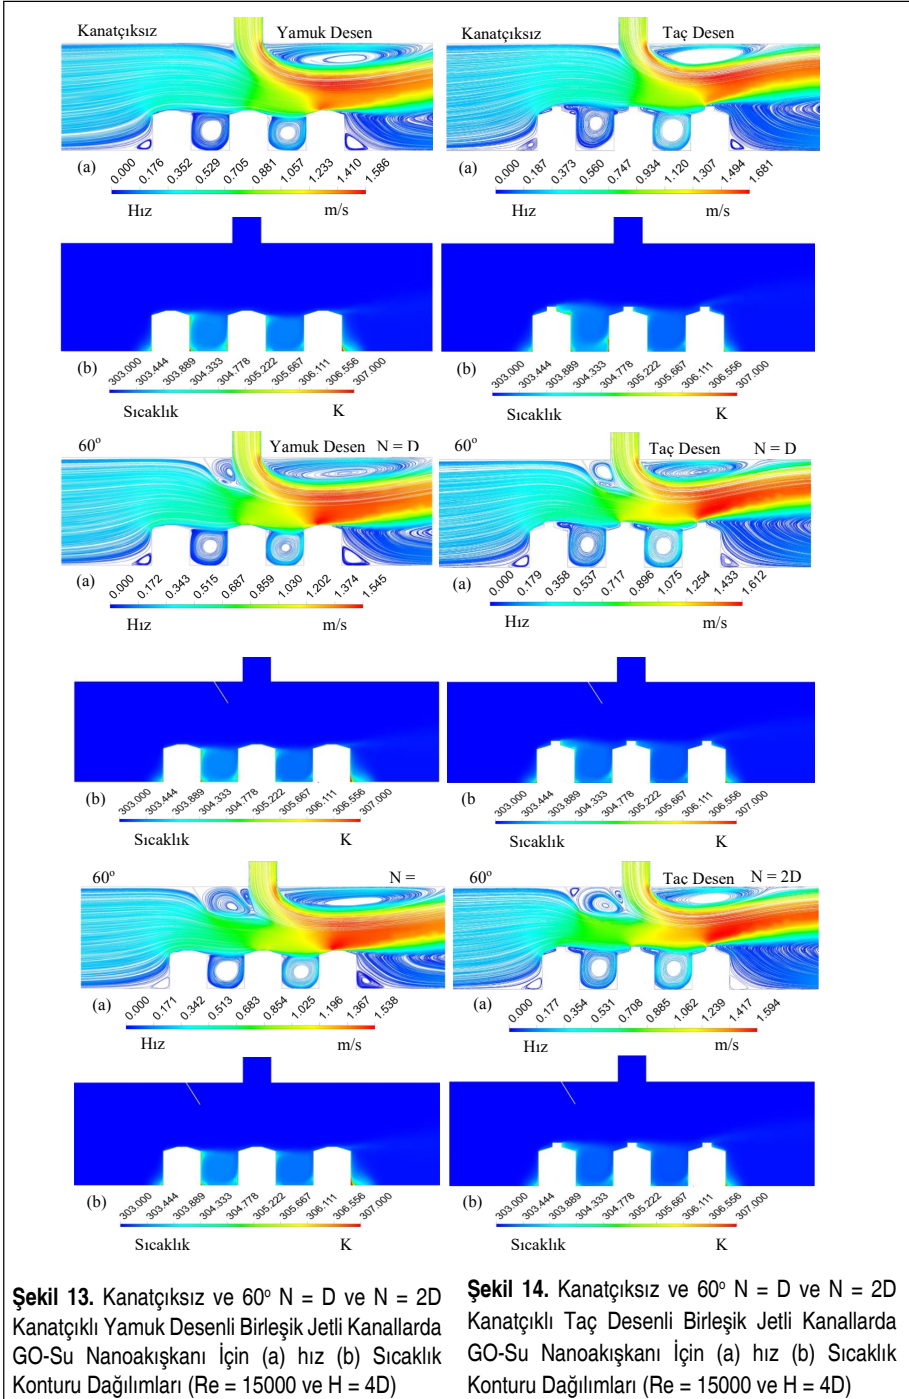 Kanatçıksız Yamuk Desen
(a)
0.000 0.176 0.352 0.529 0.705 0.881 1.057 1.233 1.410 1.586
Hız m/s
(b)
303.000 303.444 303.889 304.333 304.778 305.222 305.667 306.111 306.556 307.000
Sıcaklık K
Kanatçıksız Taç Desen
(a)
0.000 0.187 0.373 0.560 0.747 0.934 1.120 1.307 1.494 1.681
Hız m/s
(b)
303.000 303.444 303.889 304.333 304.778 305.222 305.667 306.111 306.556 307.000
Sıcaklık K
60º Yamuk Desen N = D
(a)
0.000 0.172 0.343 0.515 0.687 0.859 1.030 1.202 1.374 1.545
Hız m/s
(b)
303.000 303.444 303.889 304.333 304.778 305.222 305.667 306.111 306.556 307.000
Sıcaklık K
60º Taç Desen N = D
(a)
0.000 0.179 0.358 0.537 0.717 0.896 1.075 1.254 1.433 1.612
Hız m/s
(b
303.000 303.444 303.889 304.333 304.778 305.222 305.667 306.111 306.556 307.000
Sıcaklık K
60º N =
(a)
0.000 0.171 0.342 0.513 0.683 0.854 1.025 1.196 1.367 1.538
Hız m/s
(b)
303.000 303.444 303.889 304.333 304.778 305.222 305.667 306.111 306.556 307.000
Sıcaklık K
60º Tac Desen N = 2D
(a)
0.000 0.177 0.354 0.531 0.708 0.885 1.062 1.239 1.417 1.594
Hız m/s
(b)
303.000 303.444 303.889 304.333 304.778 305.222 305.667 306.111 306.556 307.000
Sıcaklık K
Şekil 13. Kanatçıksız ve 60º N = D ve N = 2D
Kanatçıklı Yamuk Desenli Birleşik Jetli Kanallarda
GO-Su Nanoakışkanı İçin (a) hız (b) Sıcaklık
Konturu Dağılımları (Re = 15000 ve H = 4D)
Şekil 14. Kanatçıksız ve 60º N = D ve N = 2D
Kanatçıklı Taç Desenli Birleşik Jetli Kanallarda
GO-Su Nanoakışkanı İçin (a) hız (b) Sıcaklık
Konturu Dağılımları (Re = 15000 ve H = 4D)